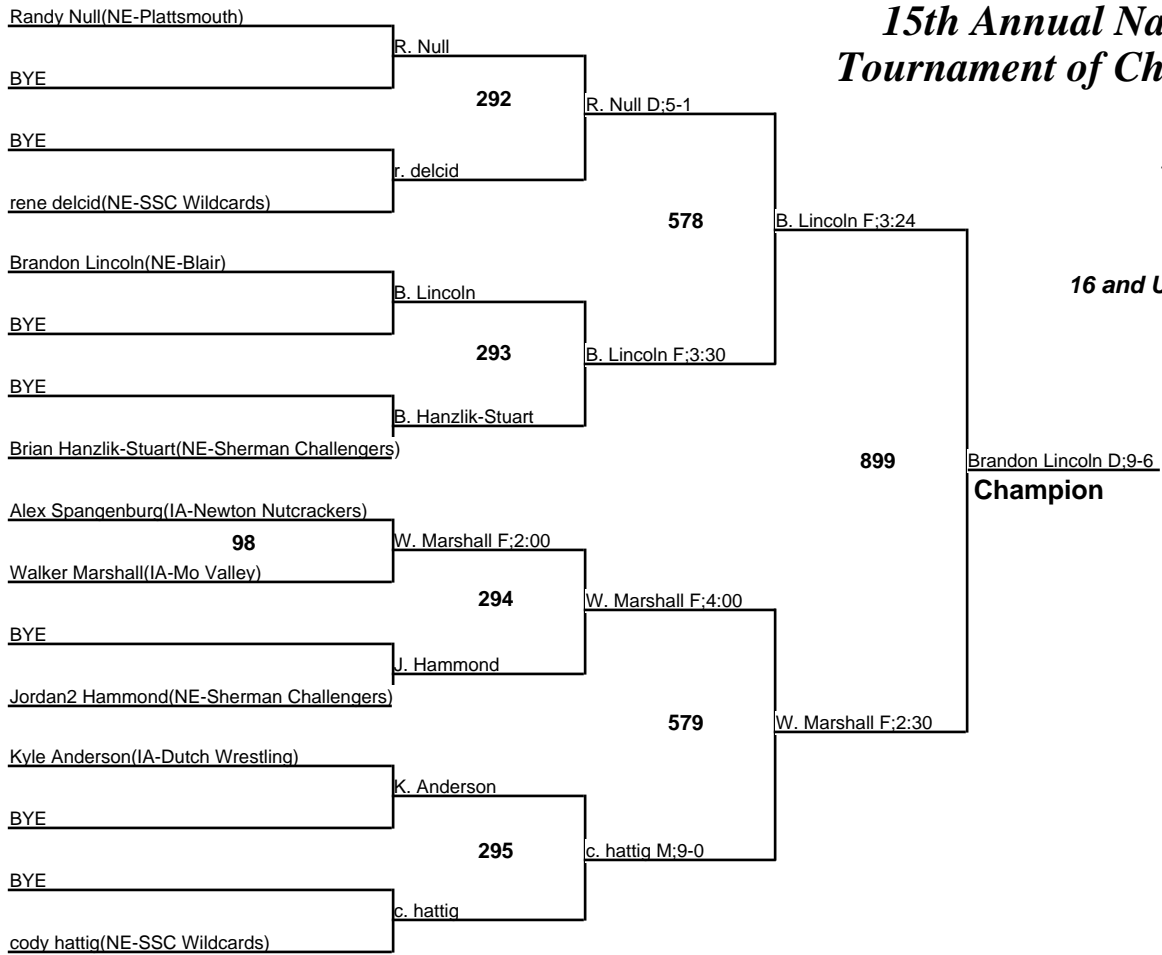 15th Annual Na
Tournament of Ch
16 and U
Randy Null(NE-Plattsmouth)
BYE
BYE
rene delcid(NE-SSC Wildcards)
Brandon Lincoln(NE-Blair)
BYE
BYE
Brian Hanzlik-Stuart(NE-Sherman Challengers)
Alex Spangenburg(IA-Newton Nutcrackers)
98
Walker Marshall(IA-Mo Valley)
BYE
Jordan2 Hammond(NE-Sherman Challengers)
Kyle Anderson(IA-Dutch Wrestling)
BYE
BYE
cody hattig(NE-SSC Wildcards)
R. Null
292
r. delcid
B. Lincoln
293
B. Hanzlik-Stuart
W. Marshall F;2:00
294
J. Hammond
K. Anderson
295
c. hattig
R. Null D;5-1
578
B. Lincoln F;3:30
W. Marshall F;4:00
579
c. hattig M;9-0
B. Lincoln F;3:24
899
W. Marshall F;2:30
Brandon Lincoln D;9-6
Champion